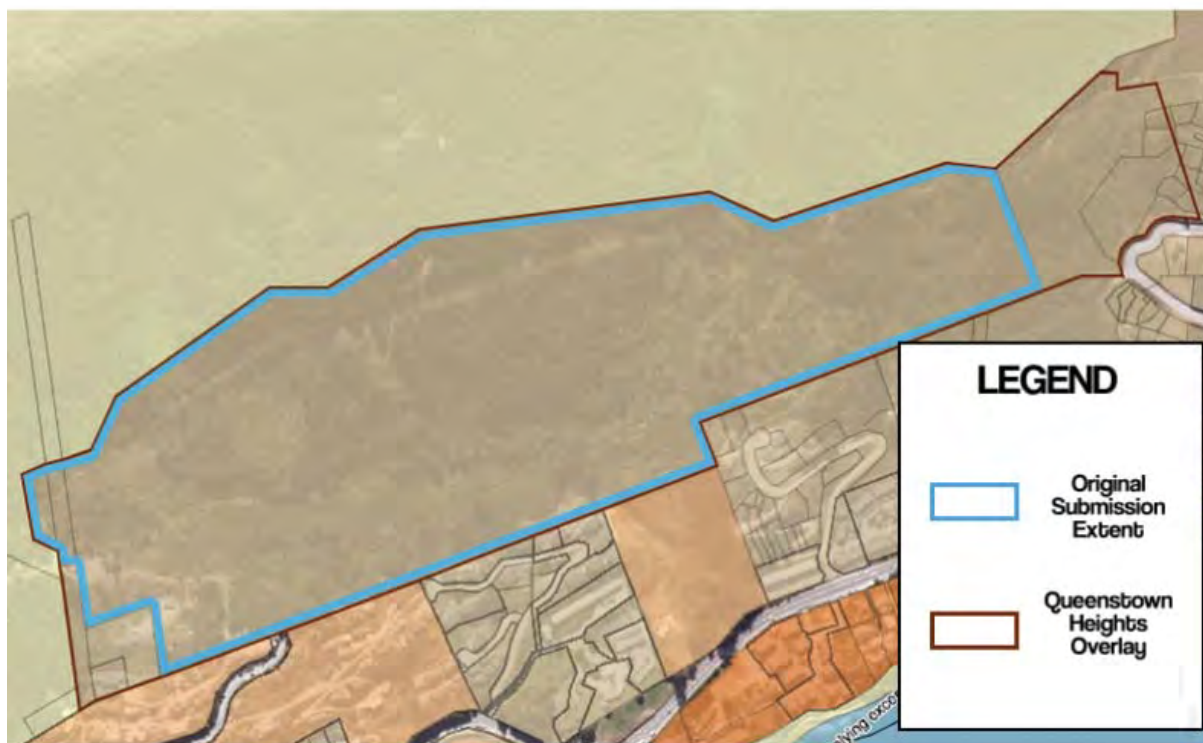 LEGEND
Original
Submission
Extent
Queenstown
Heights
Overlay